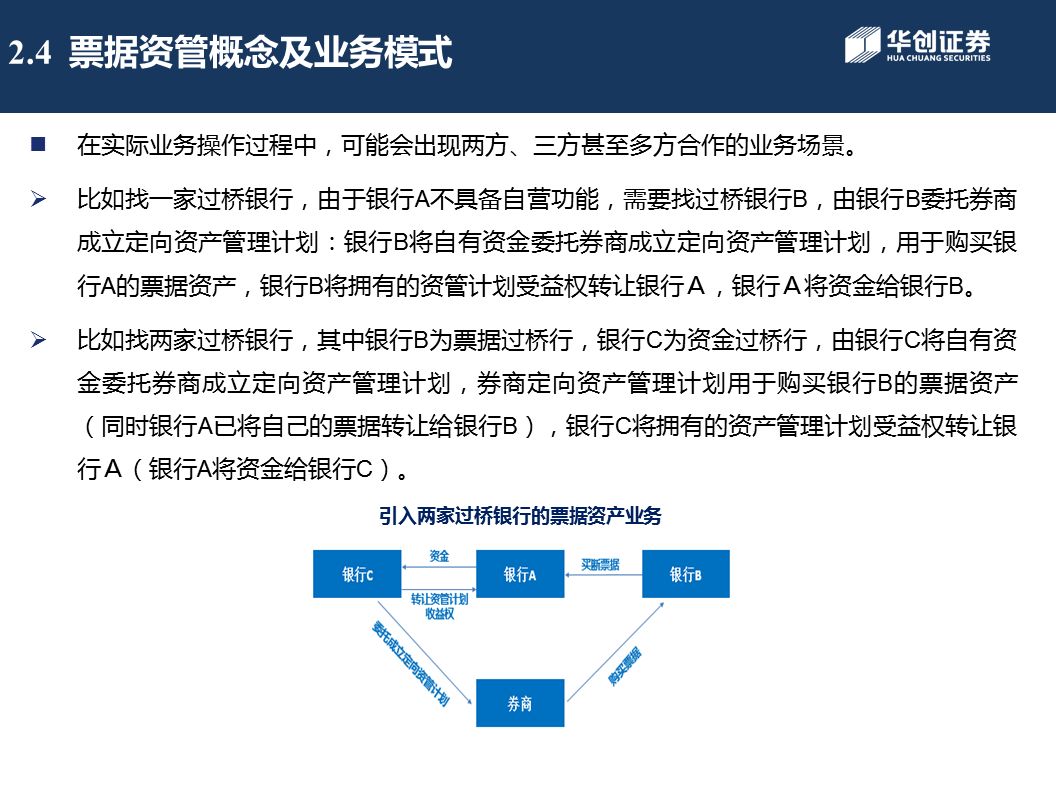 2.4 票据资管概念及业务模式
华创证券
HUA CHUANG SECURITIES
在实际业务操作过程中，可能会出现两方、三方甚至多方合作的业务场景。
比如找一家过桥银行，由于银行A不具备自营功能，需要找过桥银行B，由银行B委托券商
成立定向资产管理计划：银行B将自有资金委托券商成立定向资产管理计划，用于购买银
行A的票据资产，银行B将拥有的资管计划受益权转让银行Ａ，银行Ａ将资金给银行B。
比如找两家过桥银行，其中银行B为票据过桥行，银行C为资金过桥行，由银行C将自有资
金委托券商成立定向资产管理计划，券商定向资产管理计划用于购买银行B的票据资产
（同时银行A已将自己的票据转让给银行B），银行C将拥有的资产管理计划受益权转让银
行Ａ（银行A将资金给银行C）。
引入两家过桥银行的票据资产业务
银行C
资金
银行A
买断票据
银行B
转让资管计划
收益权
委托成立定向资管计划
购买票据
券商